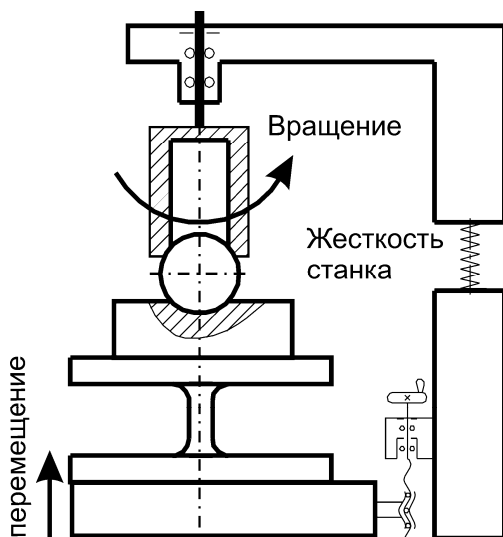 Вращение
Жесткость
станка
перемещение